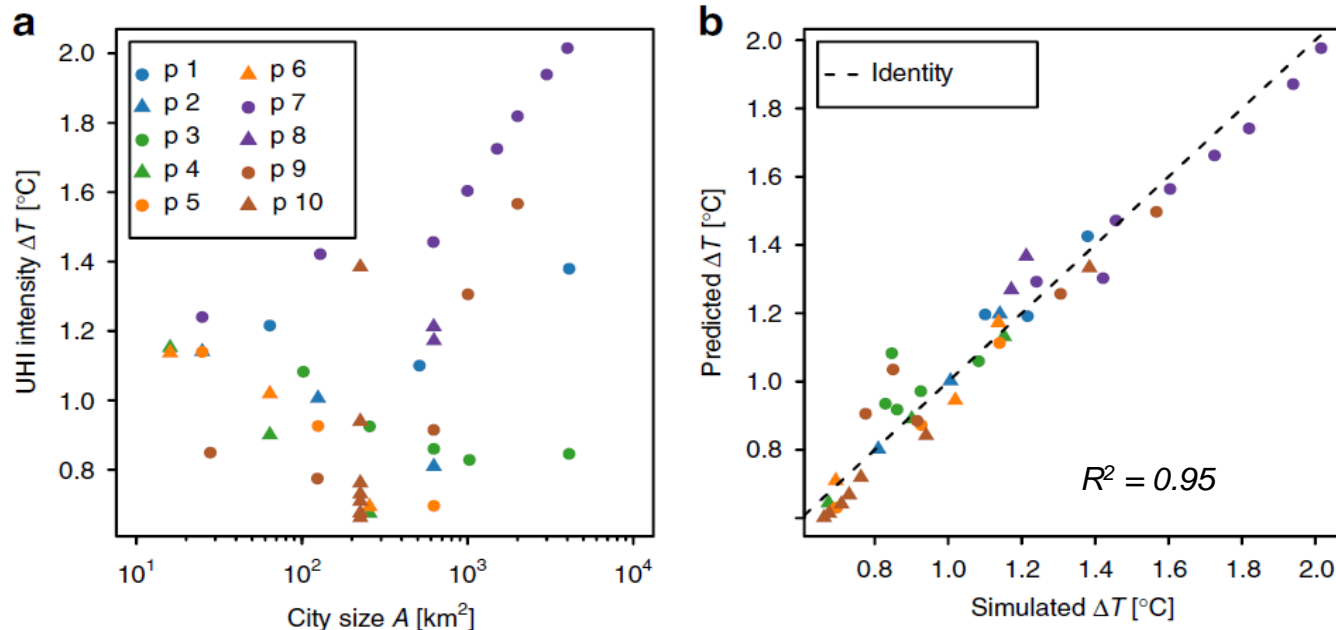 a
UHI intensity ΔT [°C]
2.0
1.8
1.6
1.4
1.2
1.0
0.8
p 1
p 2
p 3
p 4
p 5
p 6
p 7
p 8
p 9
p 10
10¹
10²
10³
10⁴
City size A [km²]
b
Predicted ΔT [°C]
2.0
1.8
1.6
1.4
1.2
1.0
0.8
Identity
R² = 0.95
0.8
1.0
1.2
1.4
1.6
1.8
2.0
Simulated ΔT [°C]